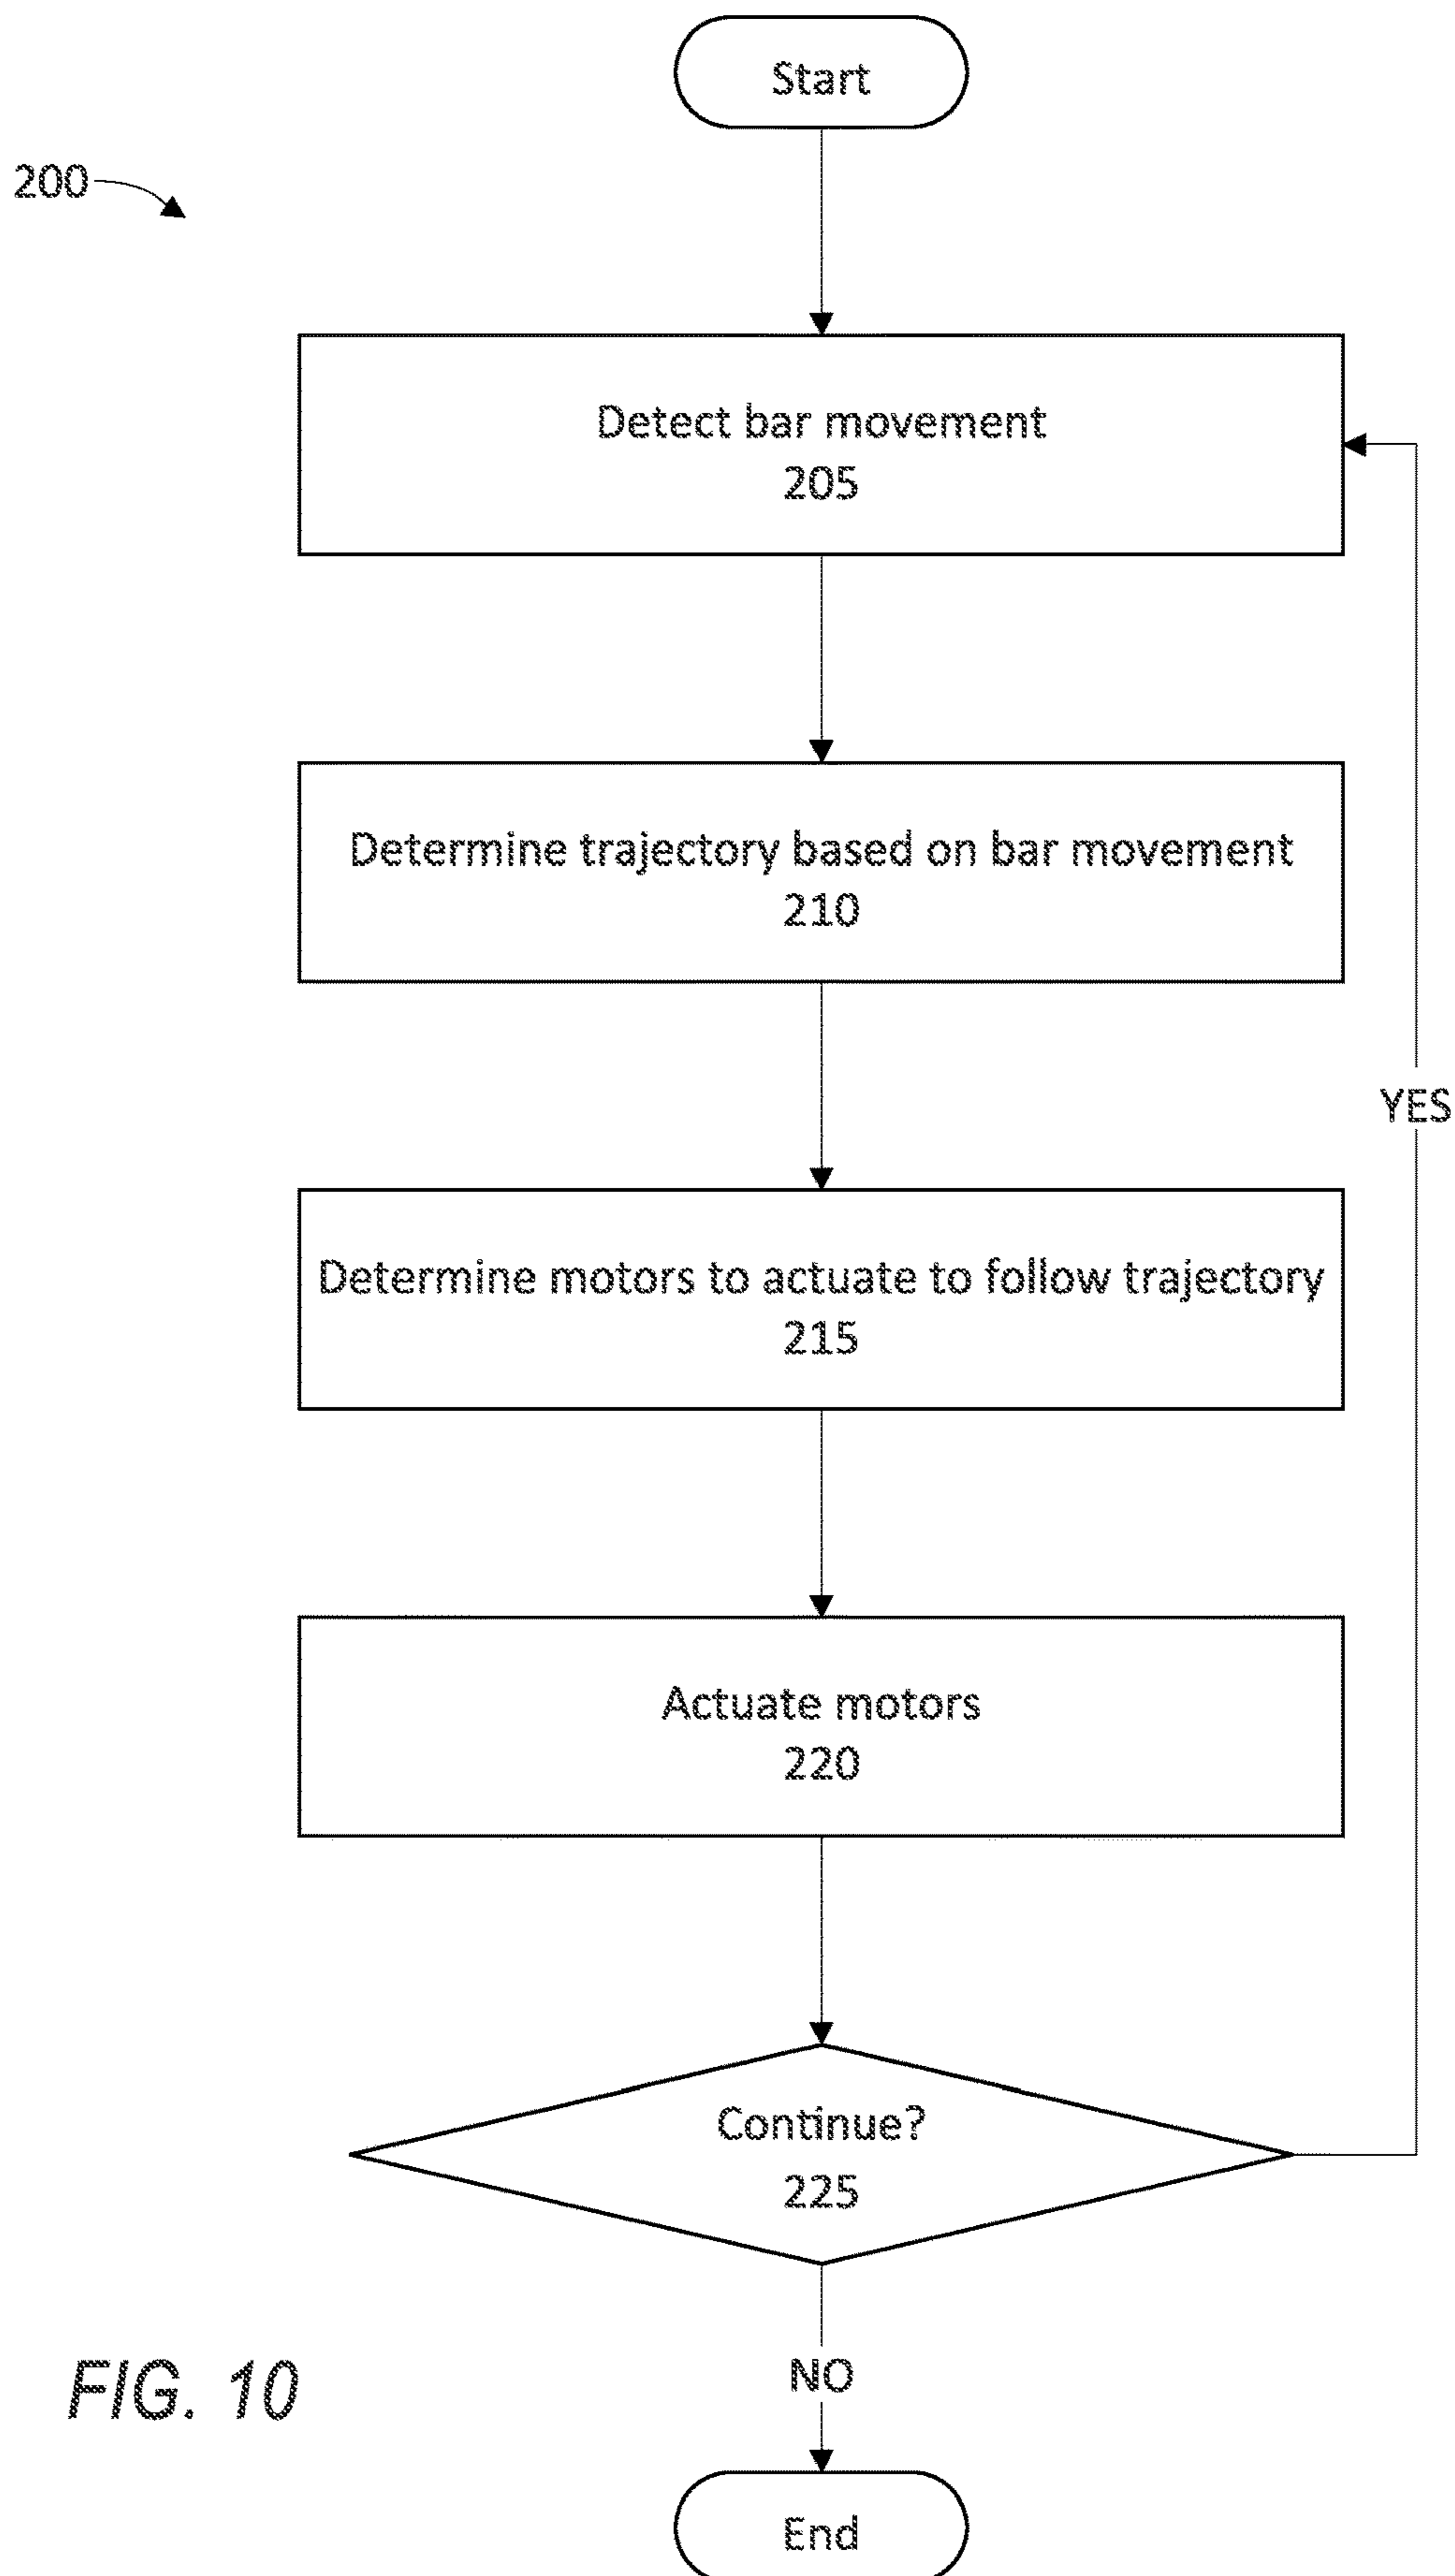 Start
200
Detect bar movement
205
Determine trajectory based on bar movement
210
YES
Determine motors to actuate to follow trajectory
215
Actuate motors
220
Continue?
225
NO
FIG. 10
End